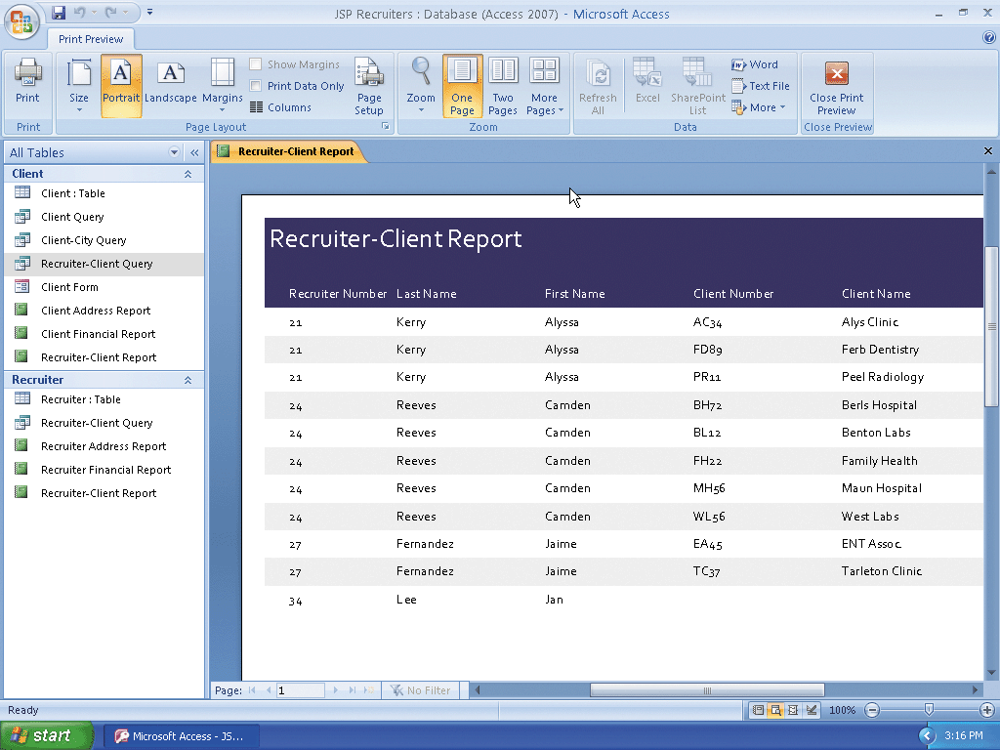 JSP Recruiters : Database (Access 2007) - Microsoft Access
Print Preview
Print
Size
Portrait
Landscape
Margins
Show Margins
Print Data Only
Columns
Page Setup
Zoom
One Page
Two Pages
More Pages
Refresh All
Excel
SharePoint List
Word
Text File
More
Close Print Preview
Print
Page Layout
Zoom
Data
Close Preview
All Tables
Client
Client : Table
Client Query
Client-City Query
Recruiter-Client Query
Client Form
Client Address Report
Client Financial Report
Recruiter-Client Report
Recruiter
Recruiter : Table
Recruiter-Client Query
Recruiter Address Report
Recruiter Financial Report
Recruiter-Client Report
Recruiter-Client Report
Recruiter-Client Report
Recruiter Number Last Name First Name Client Number Client Name
21 Kerry Alyssa AC34 Alys Clinic
21 Kerry Alyssa FD89 Ferb Dentistry
21 Kerry Alyssa PR11 Peel Radiology
24 Reeves Camden BH72 Berls Hospital
24 Reeves Camden BL12 Benton Labs
24 Reeves Camden FH22 Family Health
24 Reeves Camden MH56 Maun Hospital
24 Reeves Camden WL56 West Labs
27 Fernandez Jaime EA45 ENT Assoc.
27 Fernandez Jaime TC37 Tarleton Clinic
34 Lee Jan
Page: 1 No Filter
Ready 100%
start Microsoft Access - JS... 3:16 PM